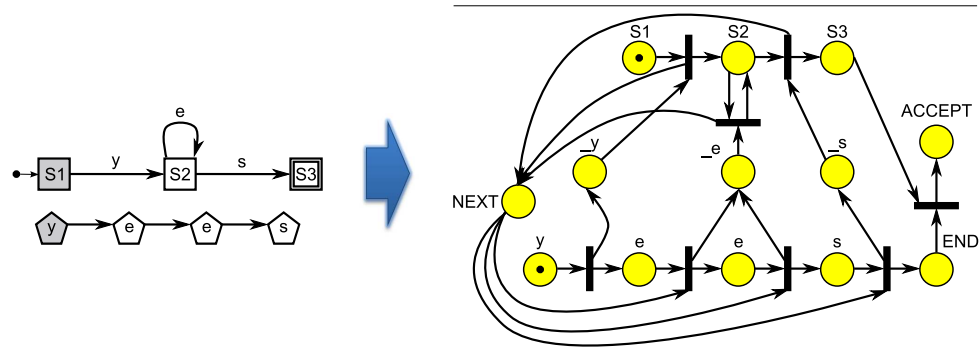 S1 S2 S3
e
ACCEPT
_y _e _s
S1 y S2 s S3
NEXT
y e e s
y e e s END